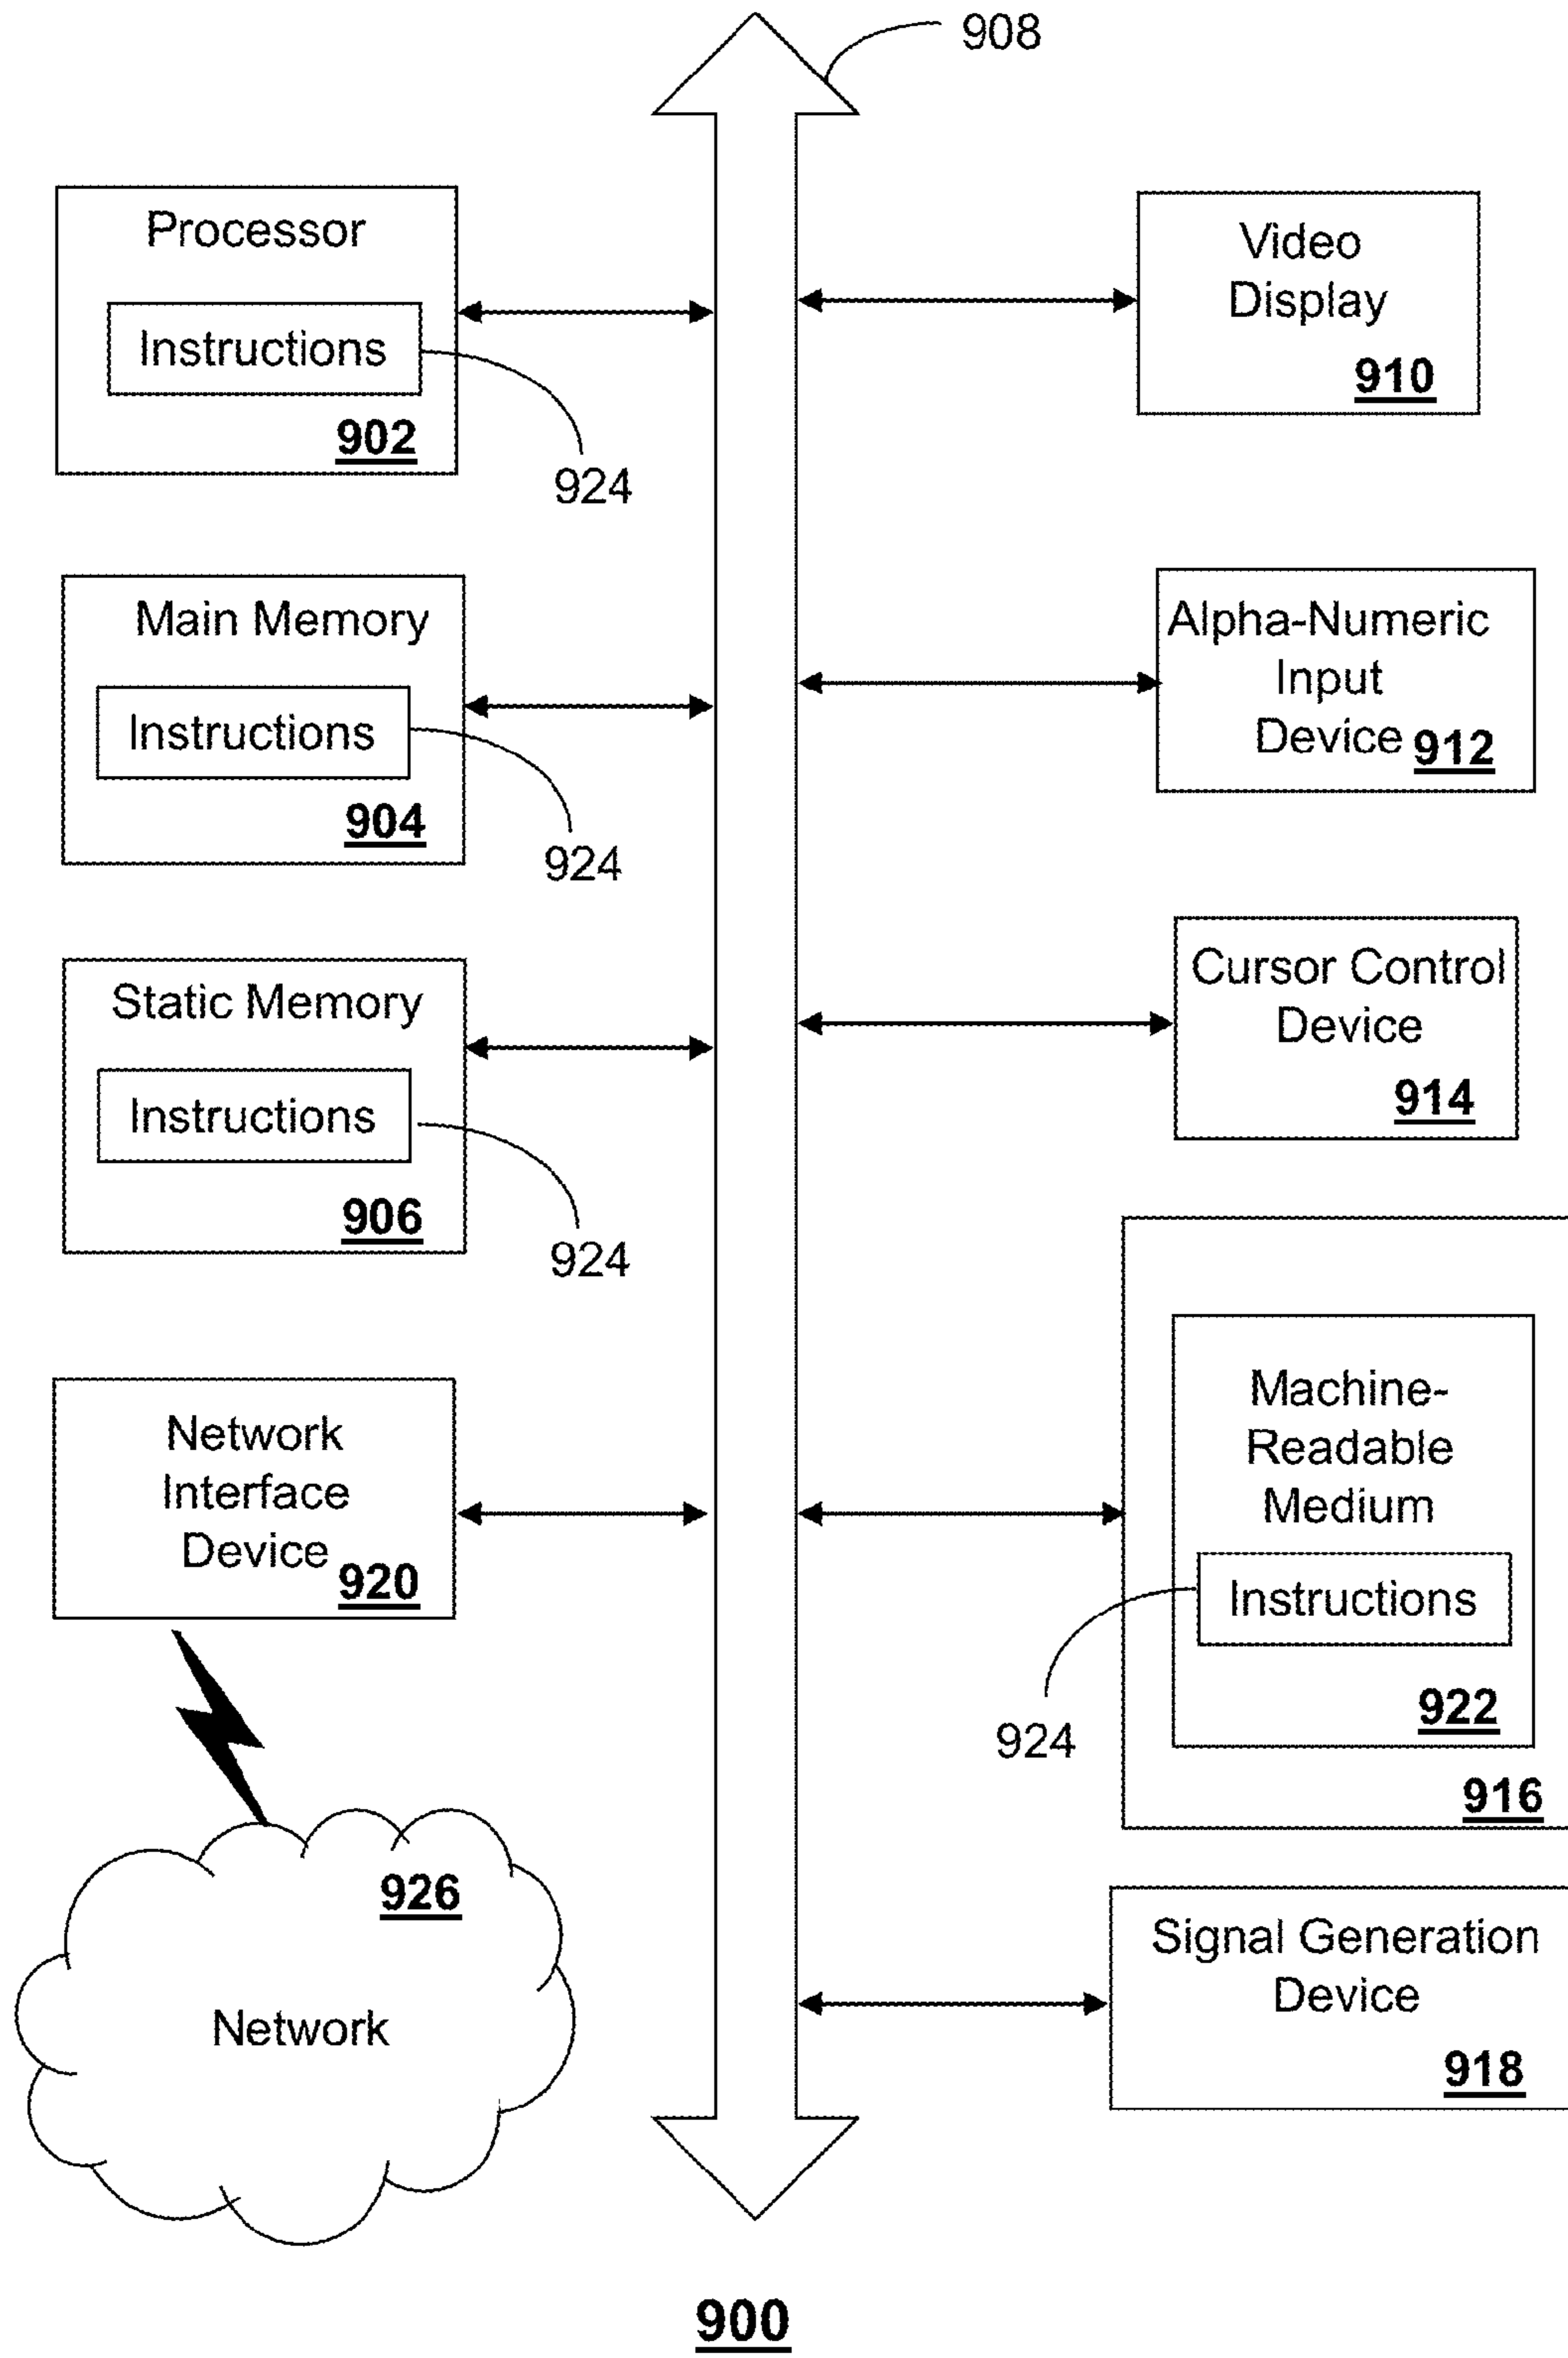 908
Processor
Instructions
902
924
Main Memory
Instructions
904
924
Static Memory
Instructions
906
924
Network
Interface
Device
920
926
Network
Video
Display
910
Alpha-Numeric
Input
Device 912
Cursor Control
Device
914
Machine-
Readable
Medium
Instructions
922
924
916
Signal Generation
Device
918
900